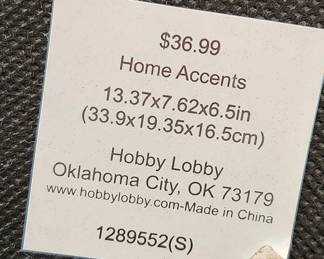 $36.99
Home Accents
13.37x7.62x6.5in
(33.9x19.35x16.5cm)
Hobby Lobby
Oklahoma City, OK 73179
www.hobbylobby.com-Made in China
1289552(S)